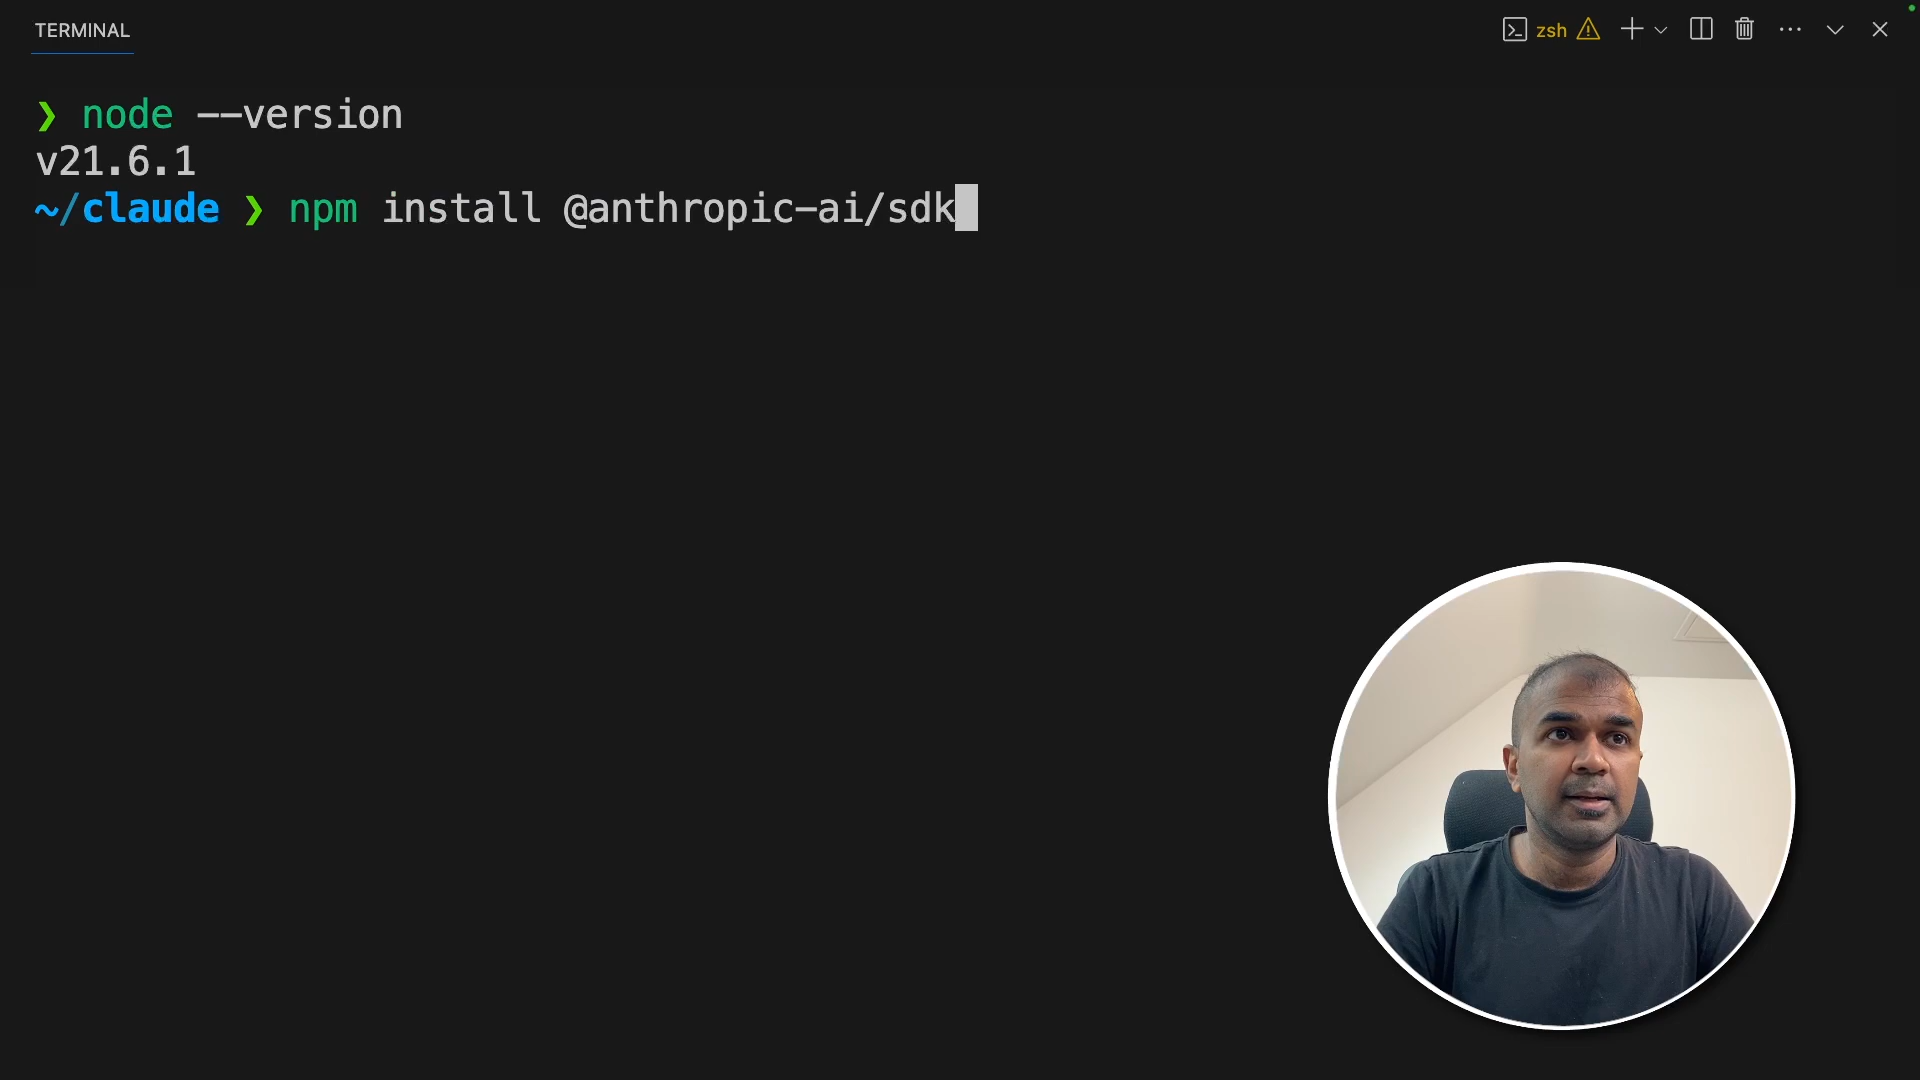 TERMINAL
zsh
❯ node --version
v21.6.1
~/claude ❯ npm install @anthropic-ai/sdk